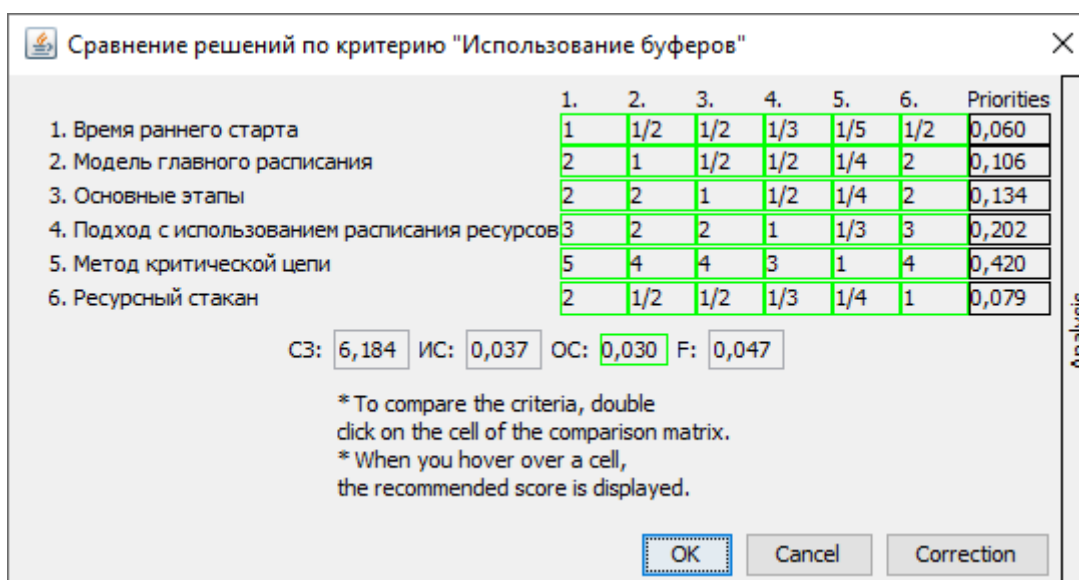 Сравнение решений по критерию "Использование буферов"
1. 2. 3. 4. 5. 6. Priorities
1. Время раннего старта 1 1/2 1/2 1/3 1/5 1/2 0,060
2. Модель главного расписания 2 1 1/2 1/2 1/4 2 0,106
3. Основные этапы 2 2 1 1/2 1/4 2 0,134
4. Подход с использованием расписания ресурсов 3 2 2 1 1/3 3 0,202
5. Метод критической цепи 5 4 4 3 1 4 0,420
6. Ресурсный стакан 2 1/2 1/2 1/3 1/4 1 0,079
СЗ: 6,184 ИС: 0,037 ОС: 0,030 F: 0,047
* To compare the criteria, double
click on the cell of the comparison matrix.
* When you hover over a cell,
the recommended score is displayed.
OK Cancel Correction
Analysis